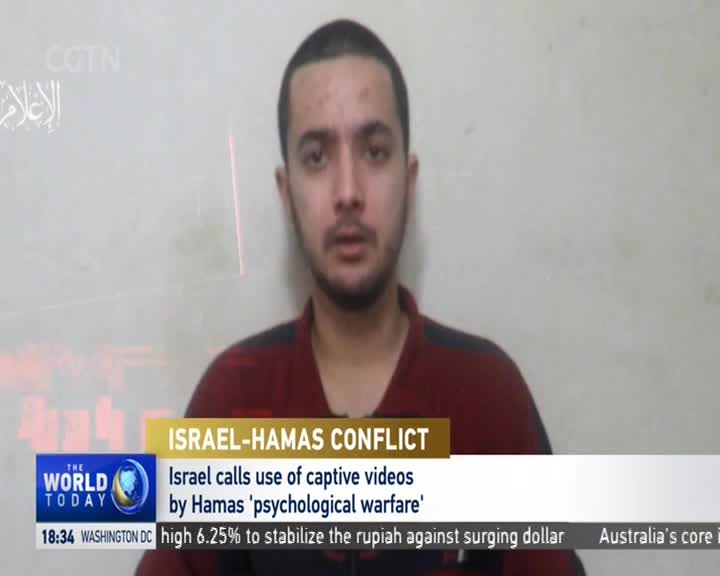 CGTN
الإعلام
ISRAEL-HAMAS CONFLICT
Israel calls use of captive videos
by Hamas 'psychological warfare'
THE
WORLD
TODAY
18:34 WASHINGTON DC high 6.25% to stabilize the rupiah against surging dollar Australia's core